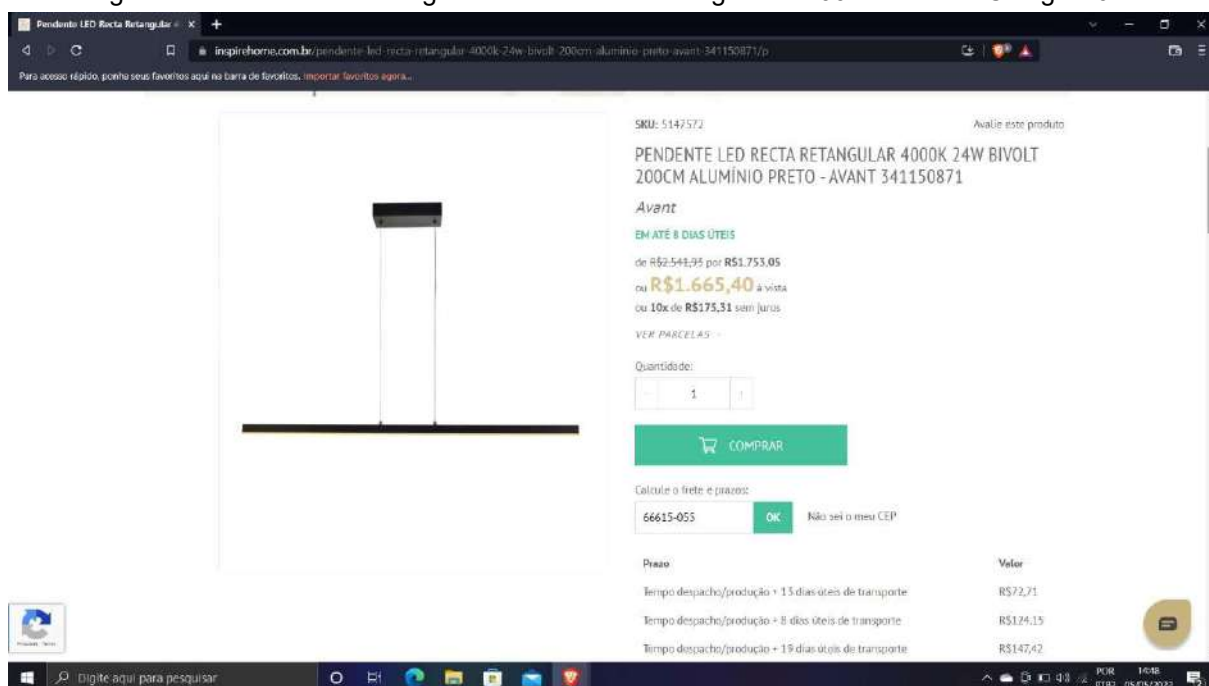 Pendente LED Recta Retangular
inspirehome.com.br/pendente-led-recta-retangular-4000k-24w-bivolt-200cm-aluminio-preto-avant-341150871/p
Para acesso rápido, ponha seus favoritos aqui na barra de favoritos. Importar favoritos agora...
SKU: 5147572
Avalie este produto
PENDENTE LED RECTA RETANGULAR 4000K 24W BIVOLT
200CM ALUMÍNIO PRETO - AVANT 341150871
Avant
EM ATÉ 8 DIAS ÚTEIS
de R$2.541,93 por R$1.753,05
ou R$1.665,40 à vista
ou 10x de R$175,31 sem juros
VER PARCELAS
Quantidade:
- 1
COMPRAR
Calcule o frete e prazos:
66615-055 OK Não sei o meu CEP
Prazo Valor
Tempo despacho/produção + 13 dias úteis de transporte R$72,71
Tempo despacho/produção + 8 dias úteis de transporte R$124,15
Tempo despacho/produção + 19 dias úteis de transporte R$147,42
Digite aqui para pesquisar
POR 14:48
PTB2